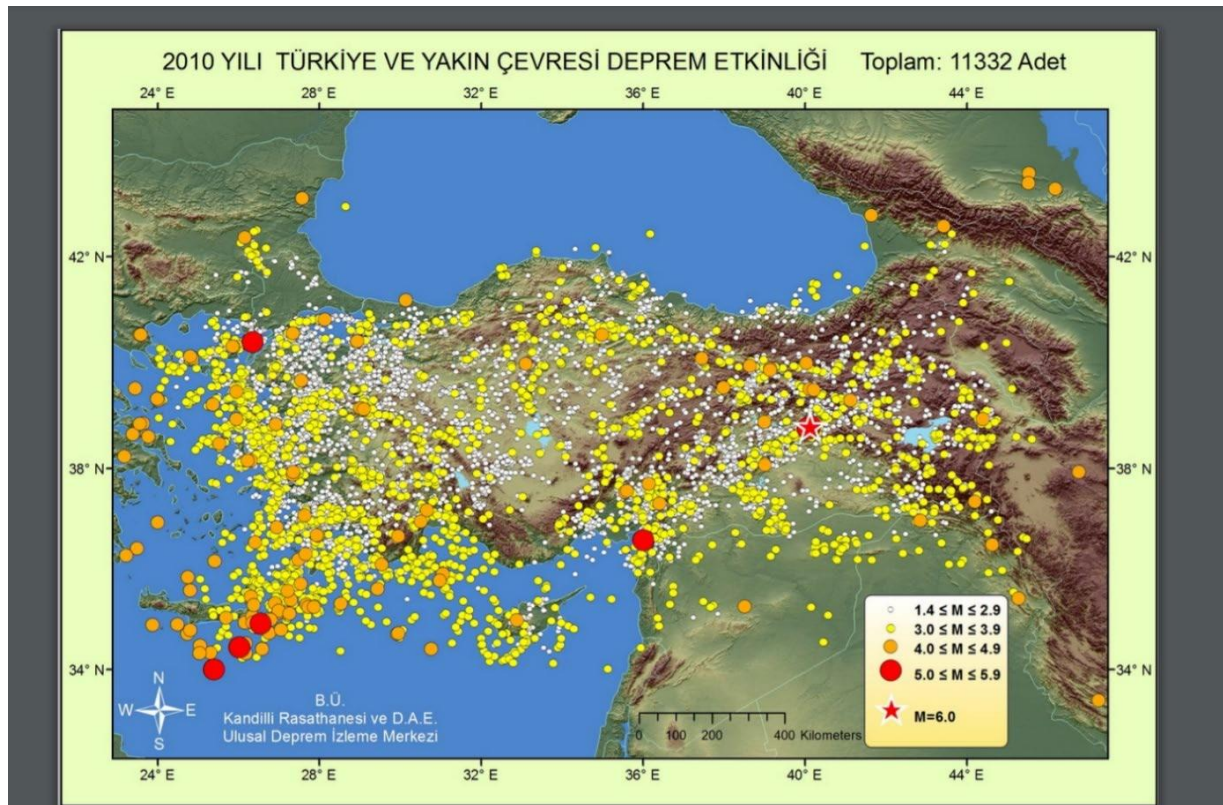 2010 YILI TÜRKİYE VE YAKIN ÇEVRESİ DEPREM ETKİNLİĞİ Toplam: 11332 Adet
24° E 28° E 32° E 36° E 40° E 44° E
42° N 42° N
38° N 38° N
34° N 34° N
1.4 ≤ M ≤ 2.9
3.0 ≤ M ≤ 3.9
4.0 ≤ M ≤ 4.9
5.0 ≤ M ≤ 5.9
M=6.0
N
W E
S
B.Ü.
Kandilli Rasathanesi ve D.A.E.
Ulusal Deprem İzleme Merkezi
0 100 200 400 Kilometers
24° E 28° E 32° E 36° E 40° E 44° E